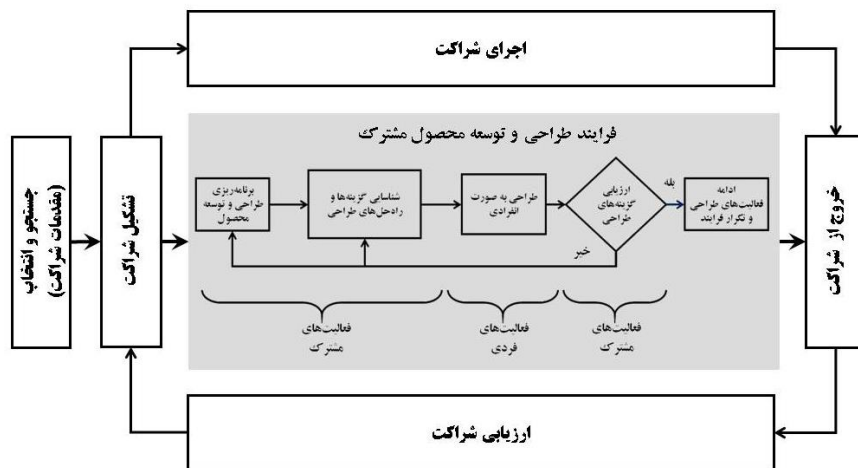 اجرای شراکت
جستجو و انتخاب
(مقدمات شراکت)
تشکیل شراکت
فرایند طراحی و توسعه محصول مشترک
برنامه‌ریزی
طراحی و توسعه
محصول
شناسایی گزینه‌ها و
راه‌حل‌های طراحی
طراحی به صورت
انفرادی
ارزیابی
گزینه‌های
طراحی
بله
خیر
ادامه
فعالیت‌های طراحی
و تکرار فرایند
فعالیت‌های
مشترک
فعالیت‌های
فردی
فعالیت‌های
مشترک
خروج از شراکت
ارزیابی شراکت